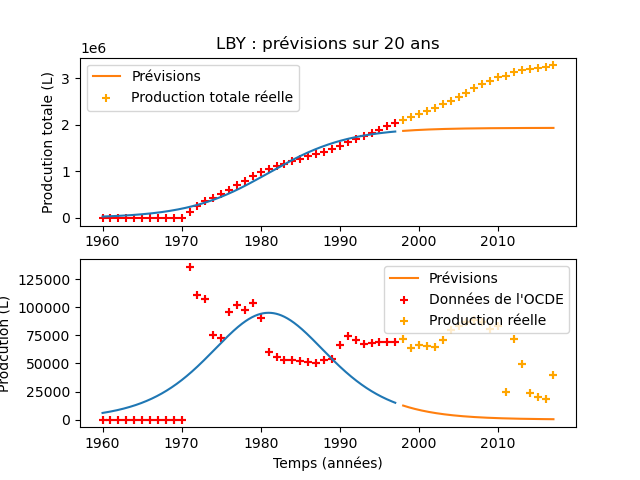 LBY : prévisions sur 20 ans
1e6
Prodcution totale (L)
3
2
1
0
Prévisions
Production totale réelle
1960 1970 1980 1990 2000 2010
Prodcution (L)
125000
100000
75000
50000
25000
0
Prévisions
Données de l'OCDE
Production réelle
1960 1970 1980 1990 2000 2010
Temps (années)